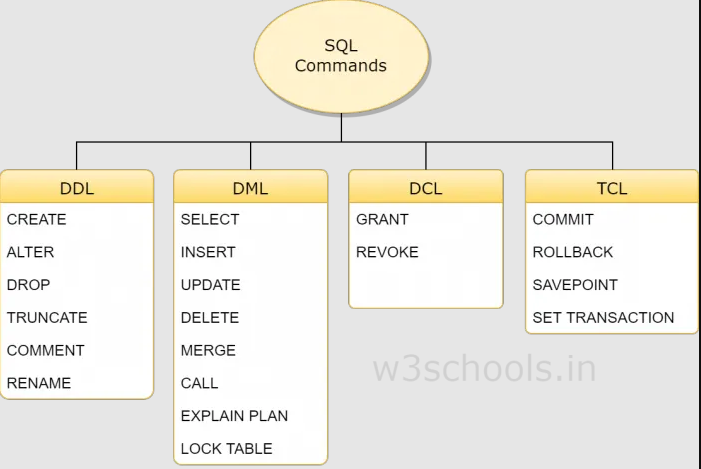 SQL
Commands
DDL
CREATE
ALTER
DROP
TRUNCATE
COMMENT
RENAME
DML
SELECT
INSERT
UPDATE
DELETE
MERGE
CALL
EXPLAIN PLAN
LOCK TABLE
DCL
GRANT
REVOKE
TCL
COMMIT
ROLLBACK
SAVEPOINT
SET TRANSACTION
w3schools.in